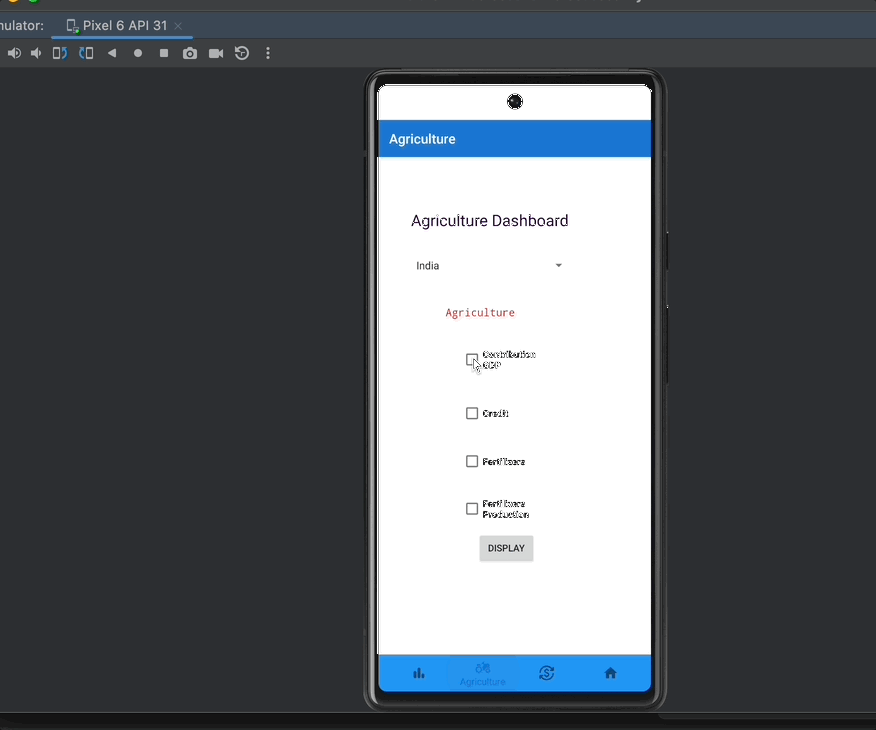 nulator:
Pixel 6 API 31
Agriculture
Agriculture Dashboard
India
Agriculture
Contribution
GDP
Credit
Fertilizers
Fertilizers
Production
DISPLAY
Agriculture